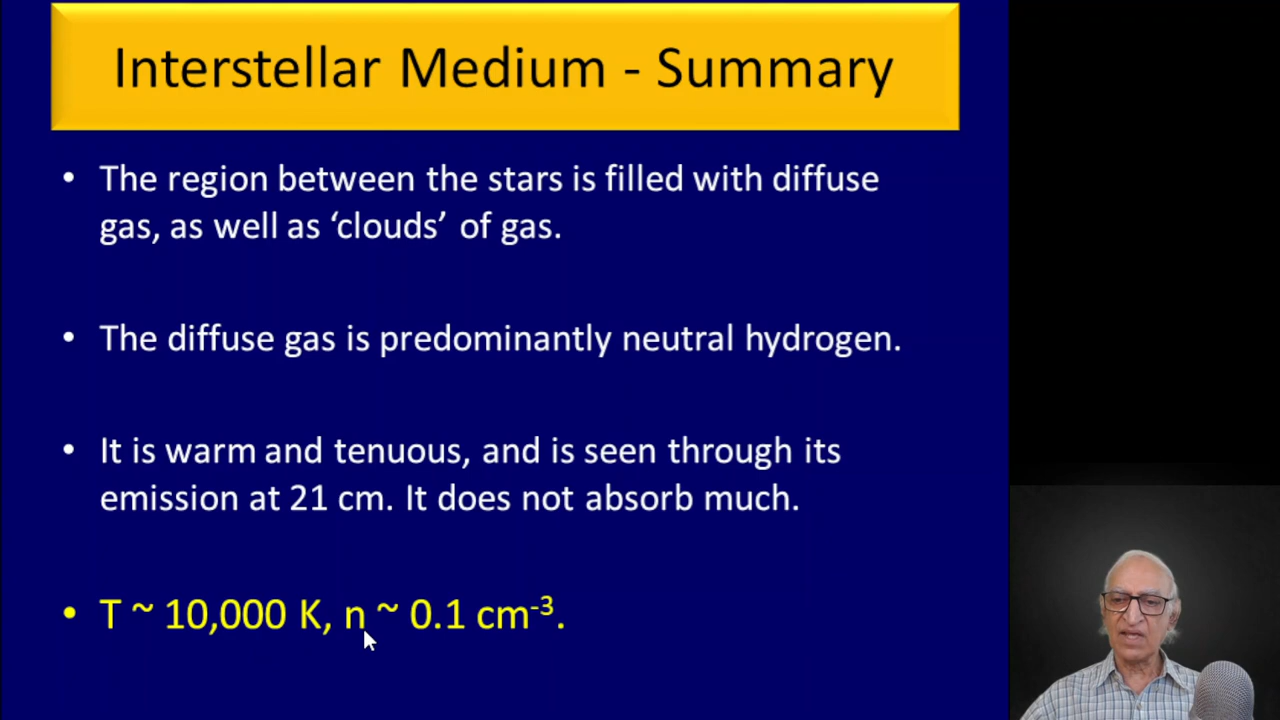 Interstellar Medium - Summary
• The region between the stars is filled with diffuse
gas, as well as ‘clouds’ of gas.
• The diffuse gas is predominantly neutral hydrogen.
• It is warm and tenuous, and is seen through its
emission at 21 cm. It does not absorb much.
• T ~ 10,000 K, n ~ 0.1 cm⁻³.